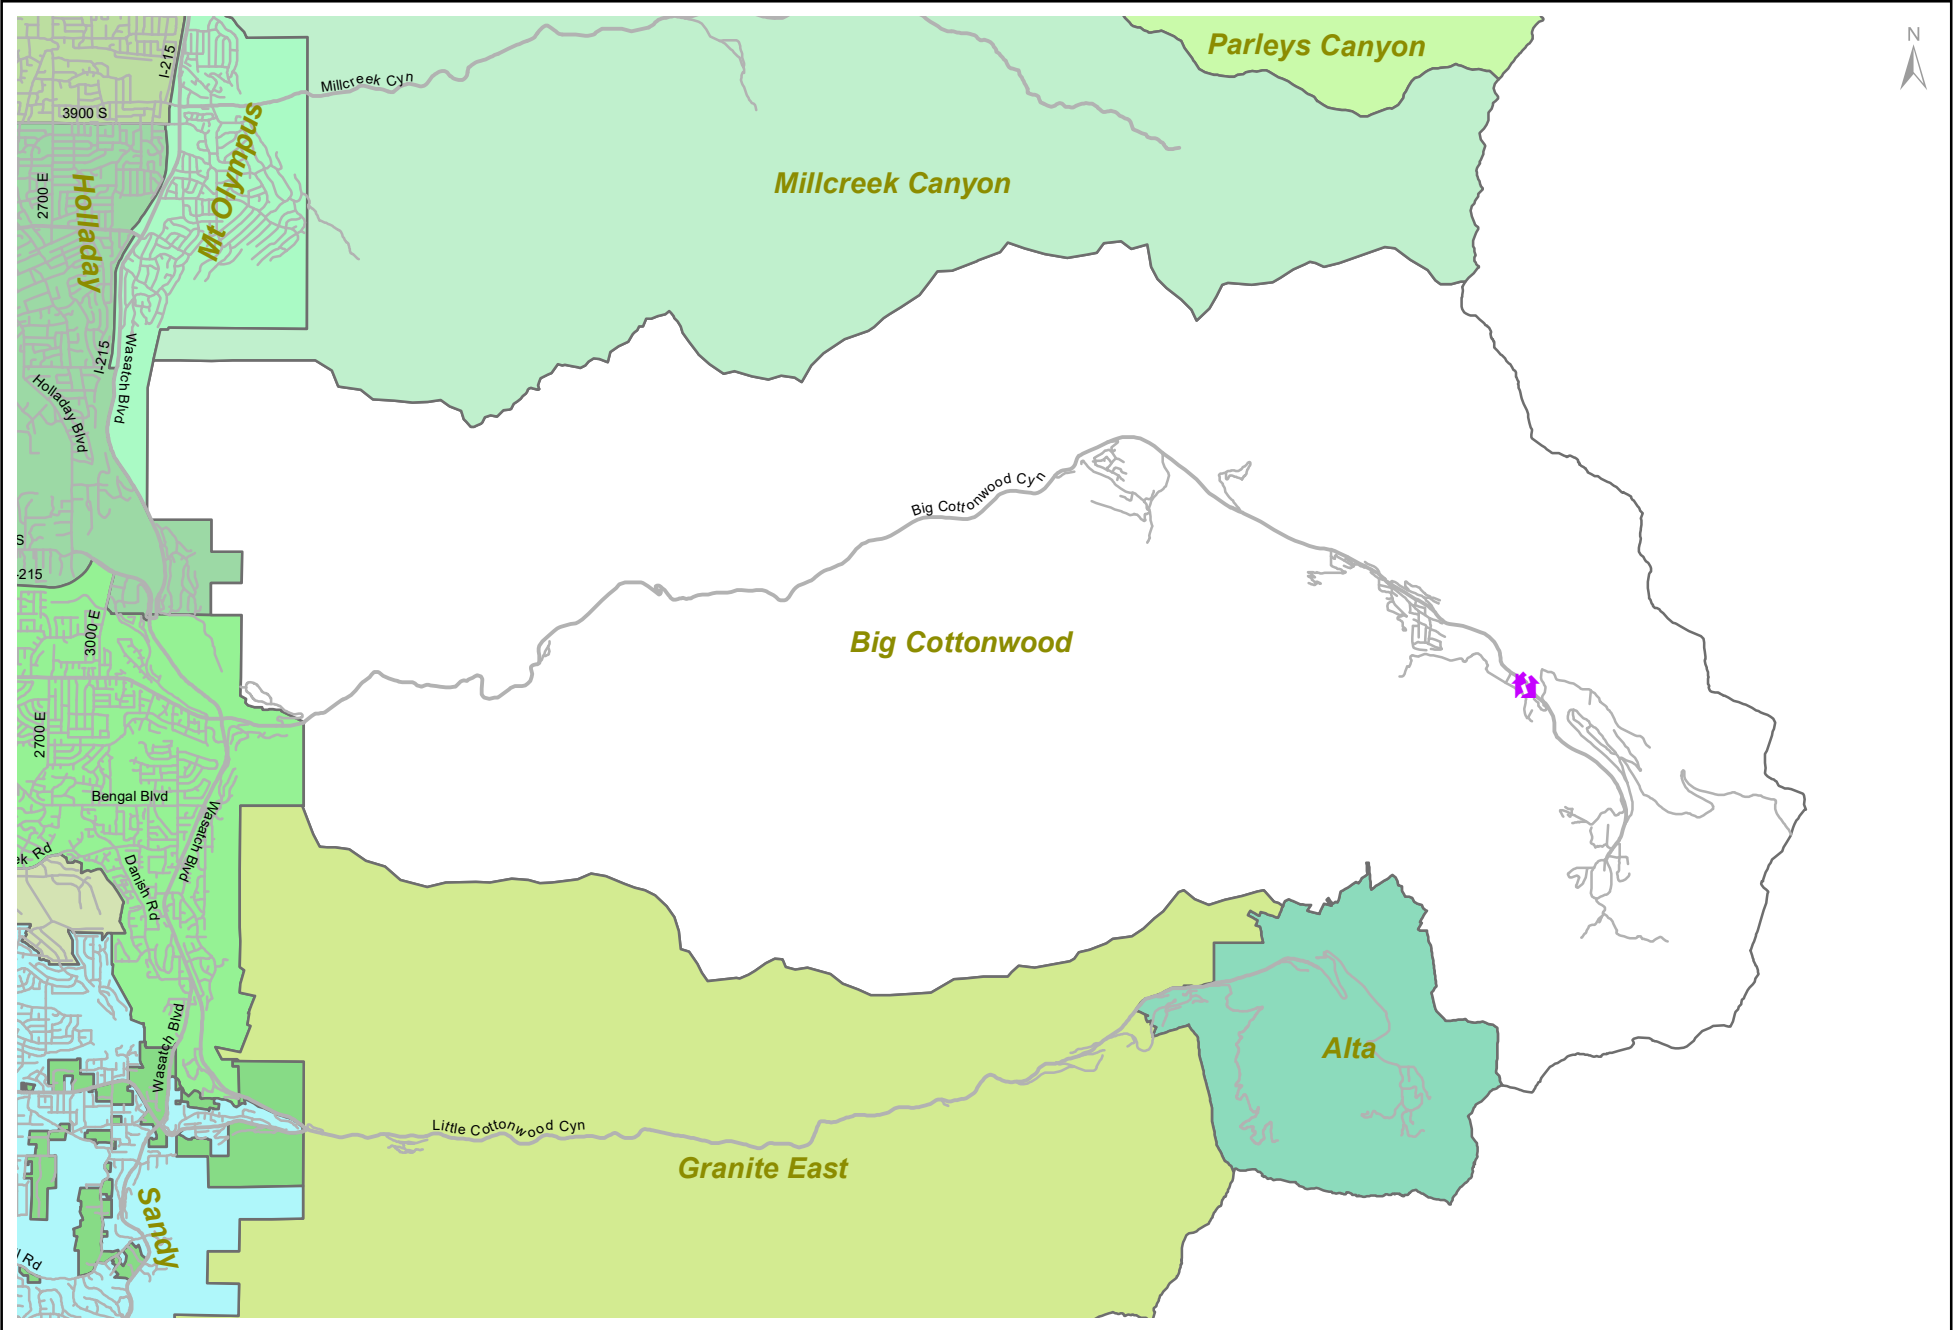 N
Parleys Canyon
I-215
Millcreek Cyn
3900 S
Mt Olympus
Holladay
2700 E
Millcreek Canyon
I-215
Wasatch Blvd
Holladay Blvd
Big Cottonwood Cyn
S
-215
3000 E
Big Cottonwood
2700 E
Bengal Blvd
Wasatch Blvd
ek Rd
Danish Rd
Wasatch Blvd
Alta
Little Cottonwood Cyn
Granite East
Sandy
l Rd